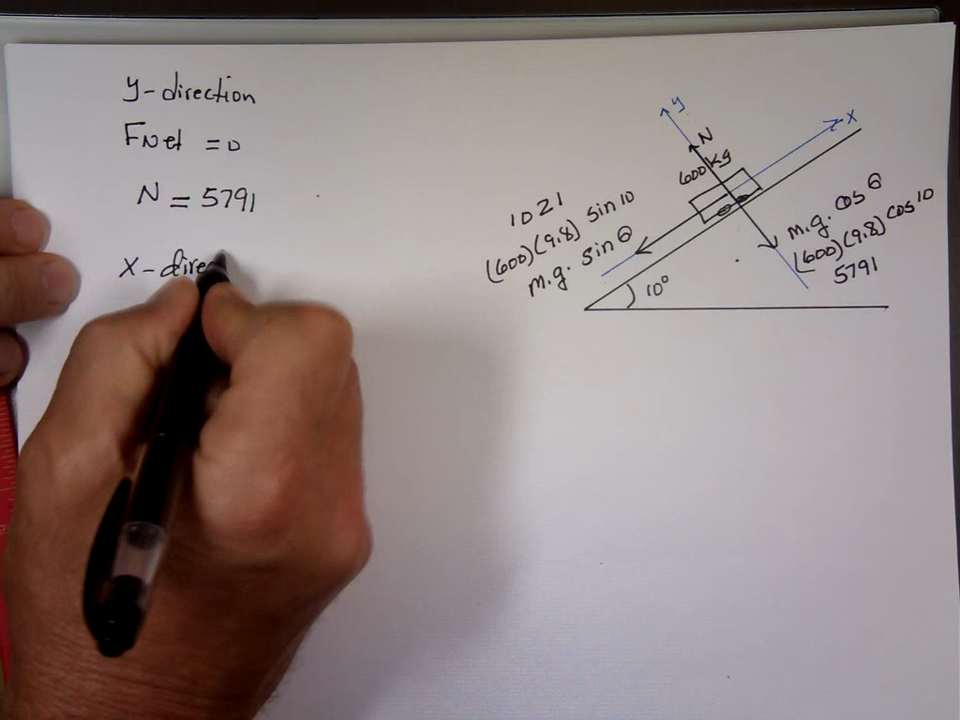 y-direction
FNet = 0
N = 5791
x-dire
y
x
N
600 kg
1021
(600)(9.8) sin 10
m.g. sin θ
m.g. cos θ
(600)(9.8) cos 10
5791
10°